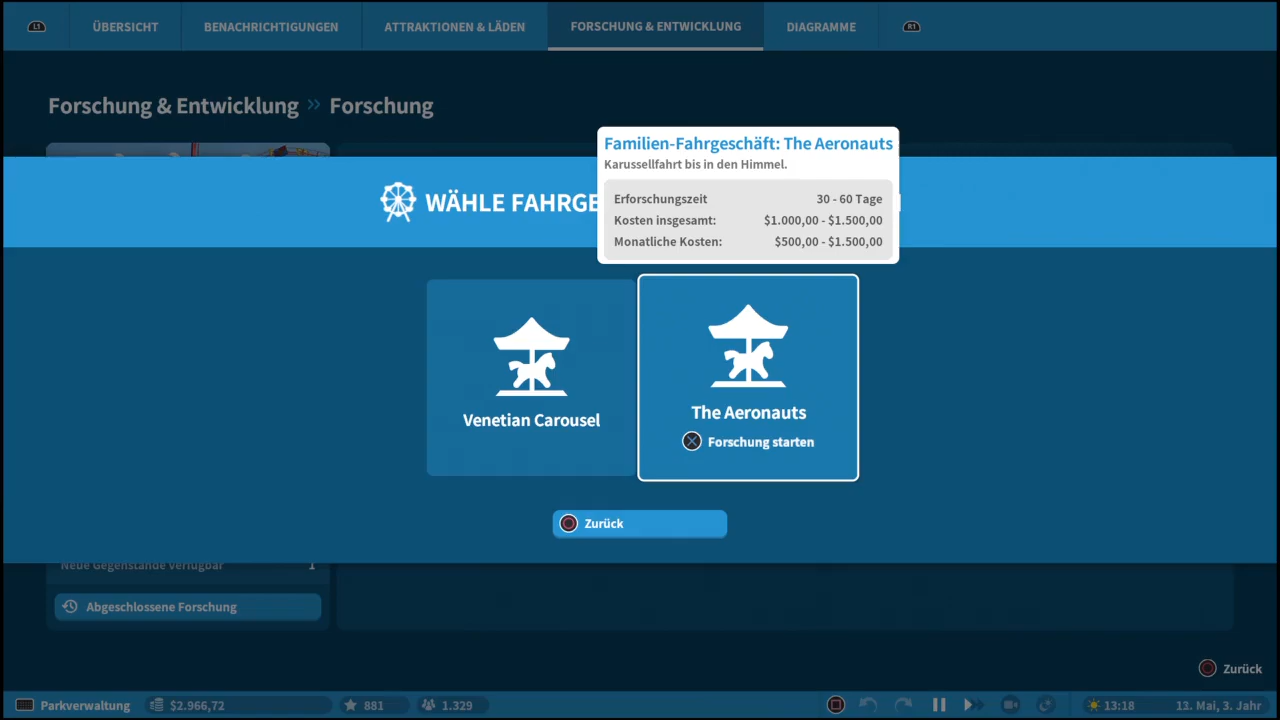 L1
ÜBERSICHT
BENACHRICHTIGUNGEN
ATTRAKTIONEN & LÄDEN
FORSCHUNG & ENTWICKLUNG
DIAGRAMME
R1
Forschung & Entwicklung » Forschung
Familien-Fahrgeschäft: The Aeronauts
Karussellfahrt bis in den Himmel.
Erforschungszeit 30 - 60 Tage
Kosten insgesamt: $1.000,00 - $1.500,00
Monatliche Kosten: $500,00 - $1.500,00
WÄHLE FAHRGE
Venetian Carousel
The Aeronauts
Forschung starten
Zurück
Neue Gegenstände verfügbar 1
Abgeschlossene Forschung
Zurück
Parkverwaltung
$2.966,72
881
1.329
13:18
13. Mai, 3. Jahr